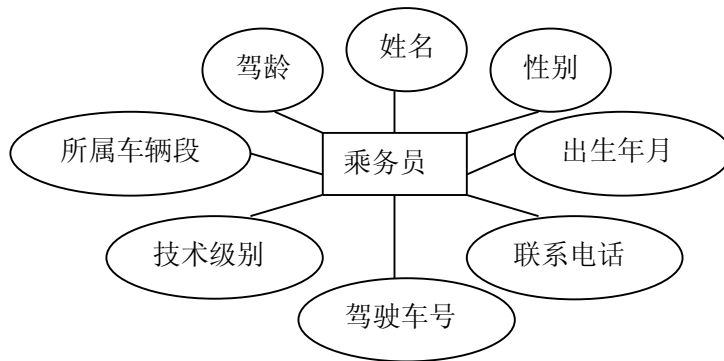 姓名
驾龄
性别
所属车辆段
乘务员
出生年月
技术级别
联系电话
驾驶车号